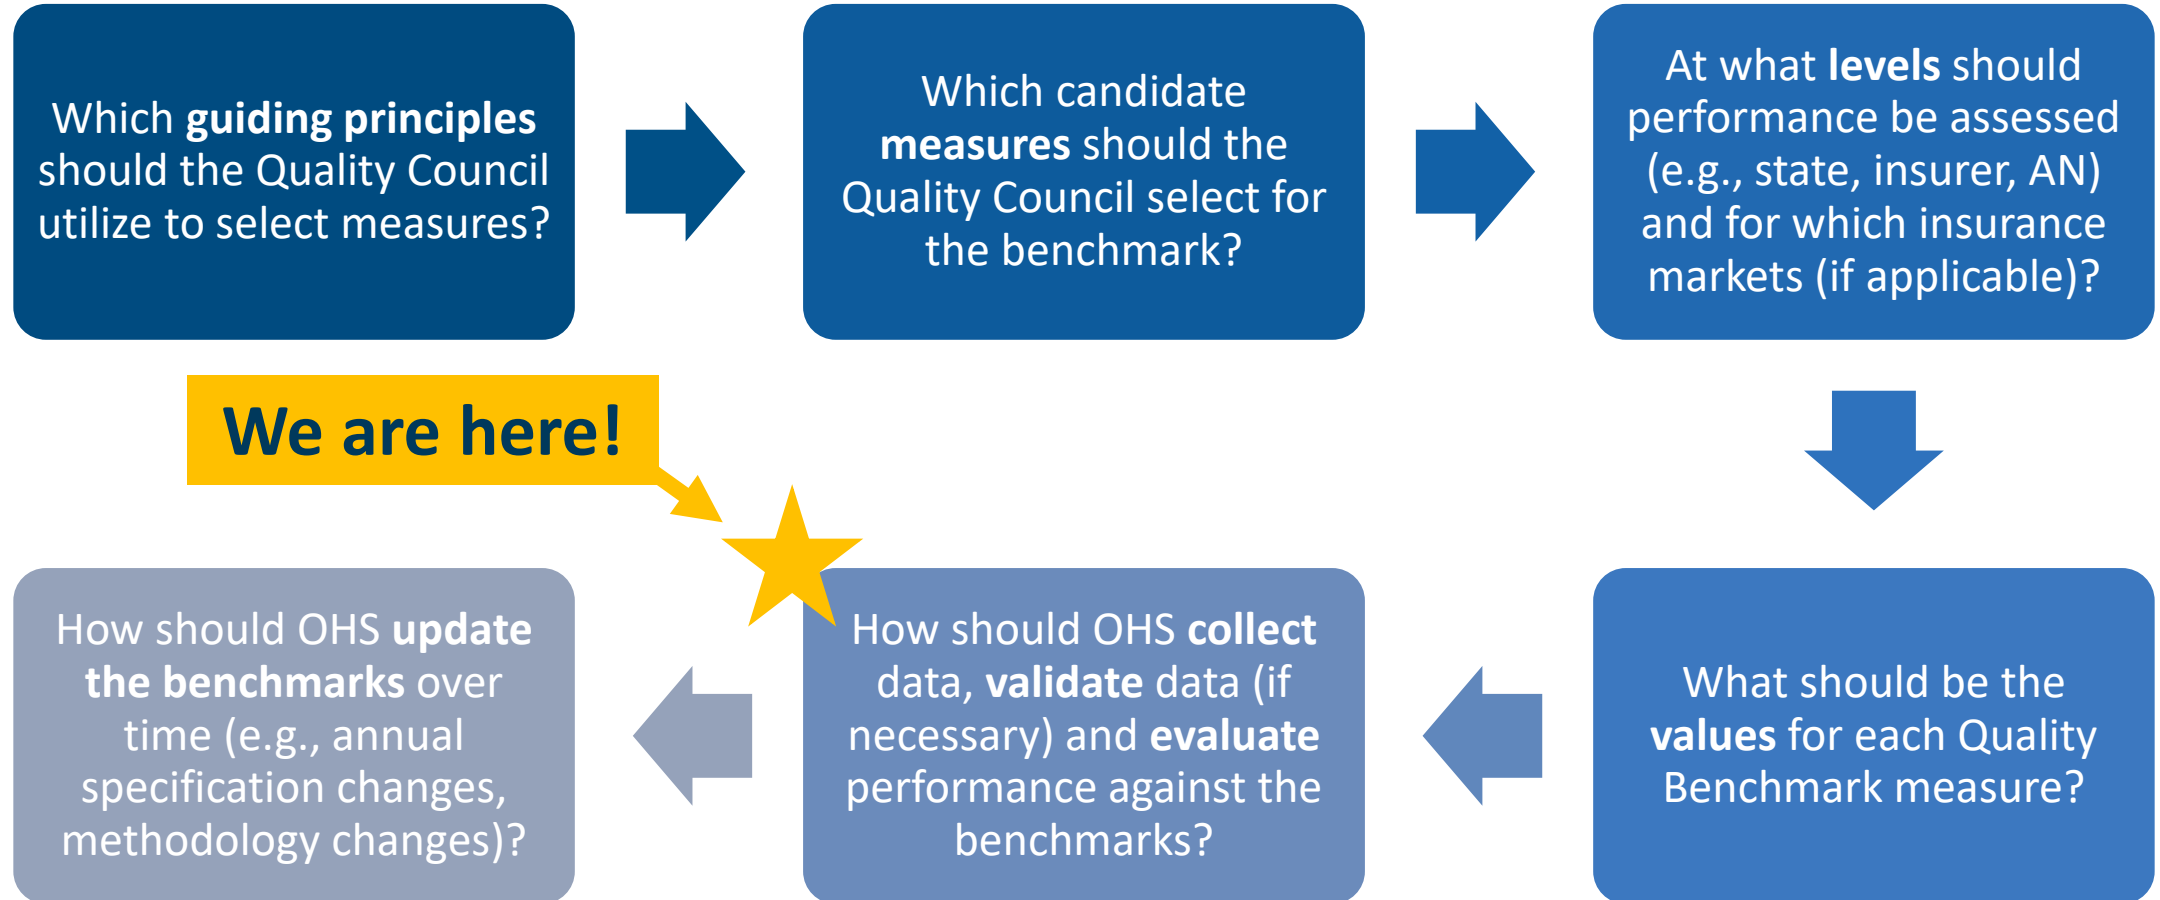 Which guiding principles
should the Quality Council
utilize to select measures?
Which candidate
measures should the
Quality Council select for
the benchmark?
At what levels should
performance be assessed
(e.g., state, insurer, AN)
and for which insurance
markets (if applicable)?
We are here!
What should be the
values for each Quality
Benchmark measure?
How should OHS collect
data, validate data (if
necessary) and evaluate
performance against the
benchmarks?
How should OHS update
the benchmarks over
time (e.g., annual
specification changes,
methodology changes)?